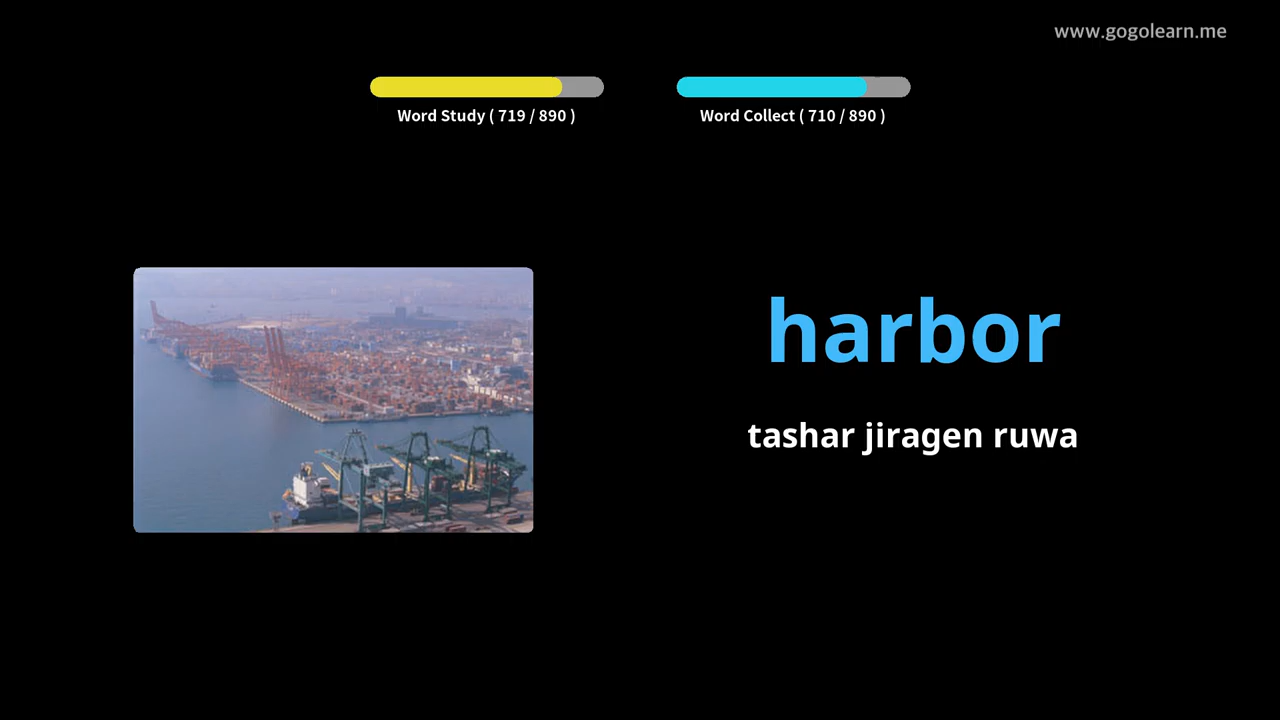 www.gogolearn.me
Word Study ( 719 / 890 )
Word Collect ( 710 / 890 )
harbor
tashar jiragen ruwa